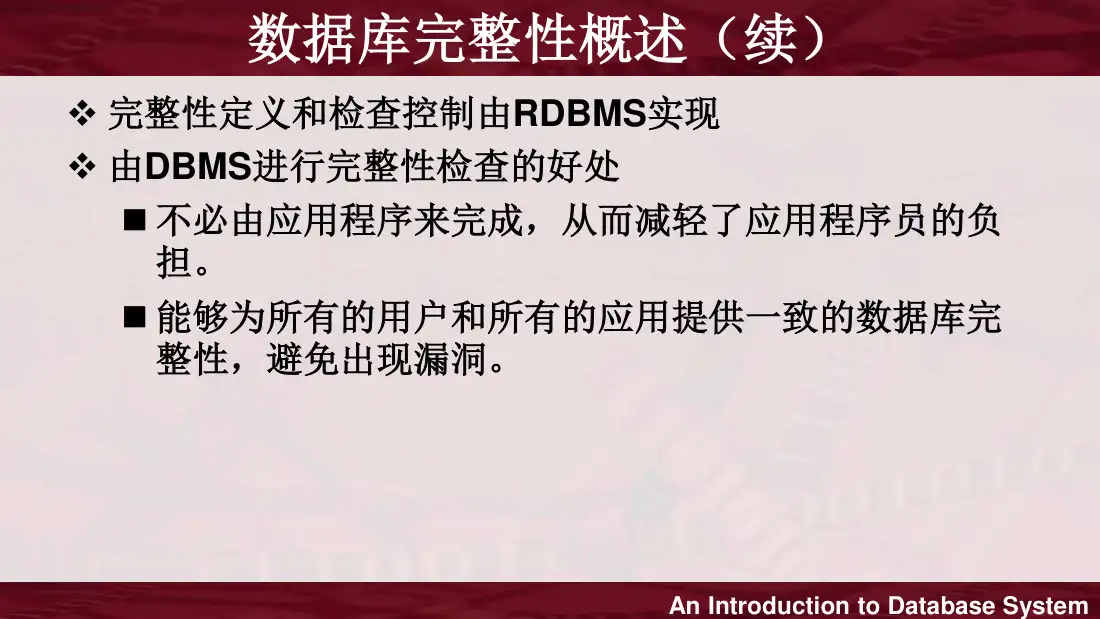 数据库完整性概述（续）
❖ 完整性定义和检查控制由RDBMS实现
❖ 由DBMS进行完整性检查的好处
■ 不必由应用程序来完成，从而减轻了应用程序员的负
担。
■ 能够为所有的用户和所有的应用提供一致的数据库完
整性，避免出现漏洞。
An Introduction to Database System